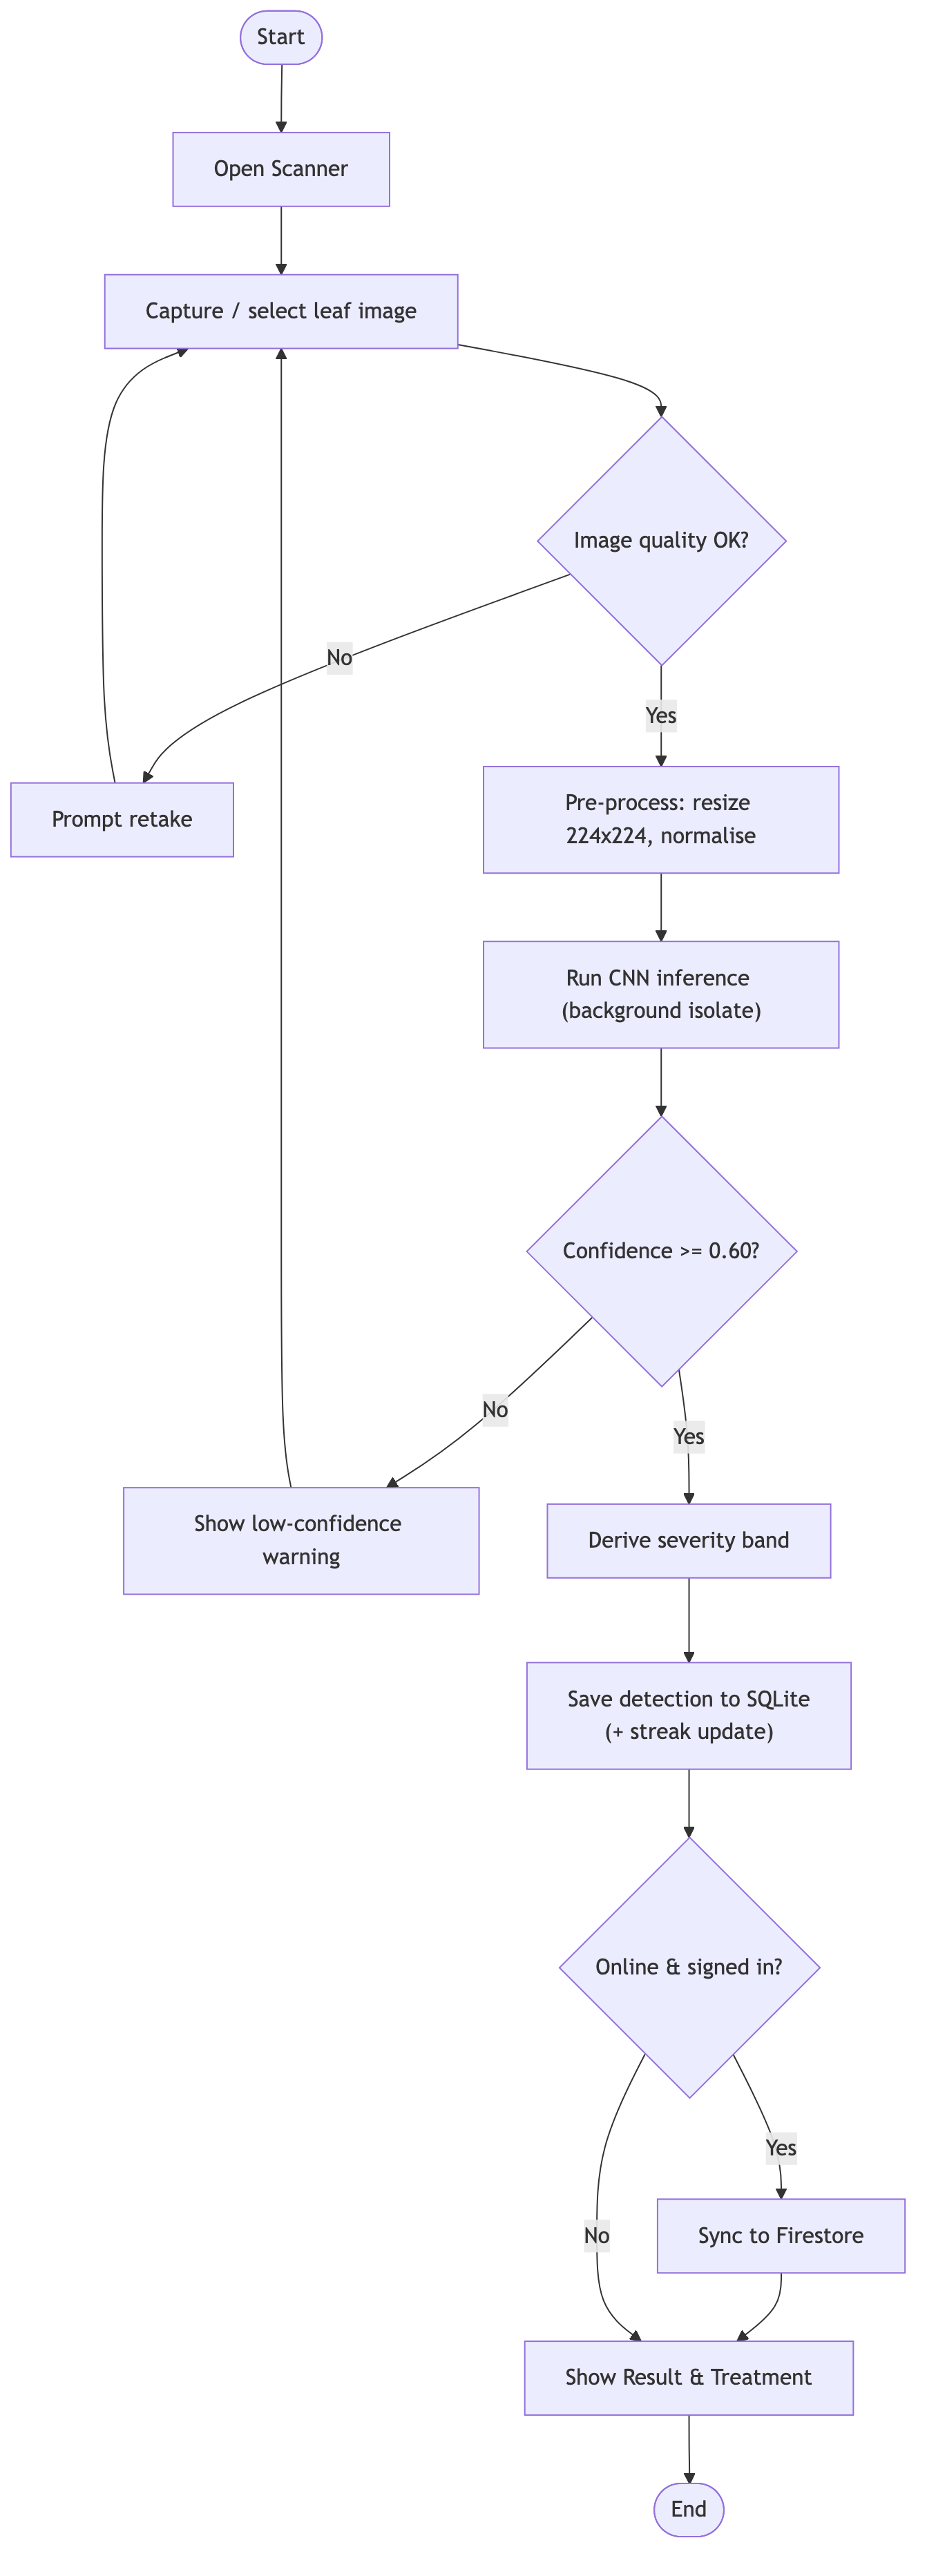 Start
Open Scanner
Capture / select leaf image
Image quality OK?
No
Yes
Pre-process: resize
224x224, normalise
Prompt retake
Run CNN inference
(background isolate)
Confidence >= 0.60?
No
Yes
Show low-confidence
warning
Derive severity band
Save detection to SQLite
(+ streak update)
Online & signed in?
Yes
No
Sync to Firestore
Show Result & Treatment
End